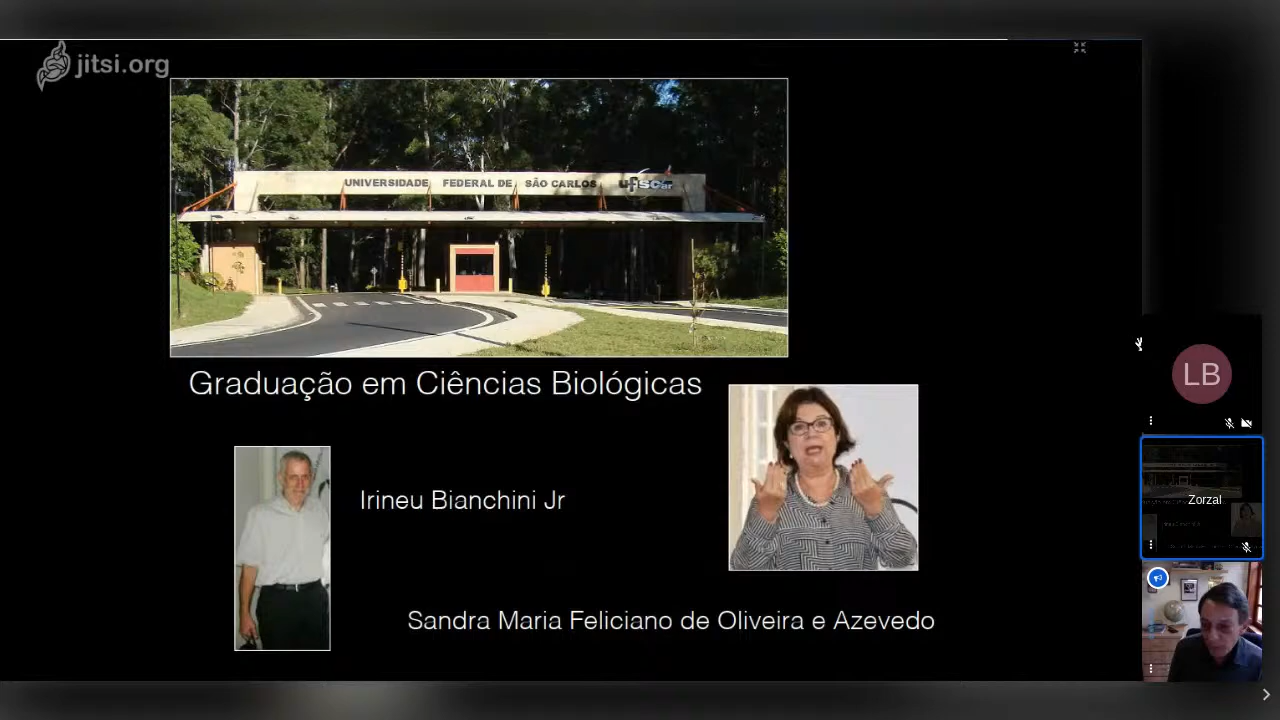 jitsi.org
UNIVERSIDADE FEDERAL DE SÃO CARLOS ufscar
Graduação em Ciências Biológicas
Irineu Bianchini Jr
Sandra Maria Feliciano de Oliveira e Azevedo
LB
Zorzal